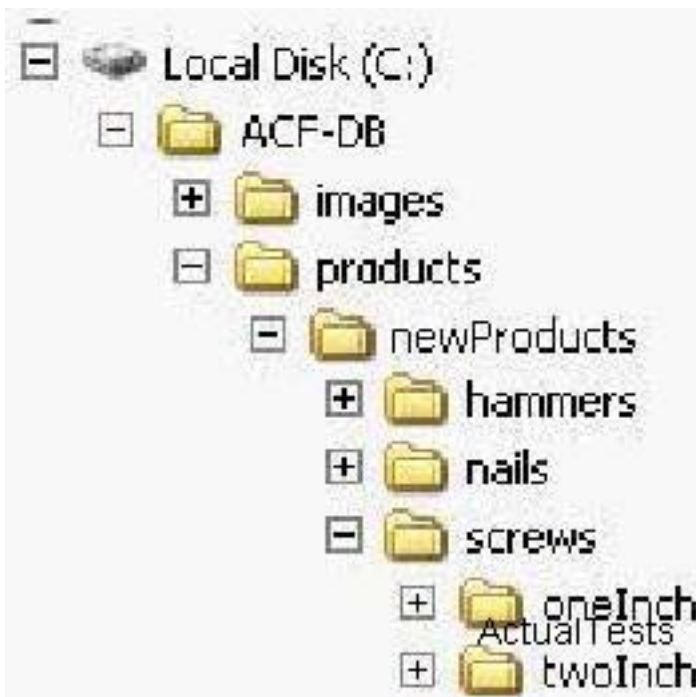 Local Disk (C:)
ACF-DB
images
products
newProducts
hammers
nails
screws
oneInch
ActualTests
twoInch